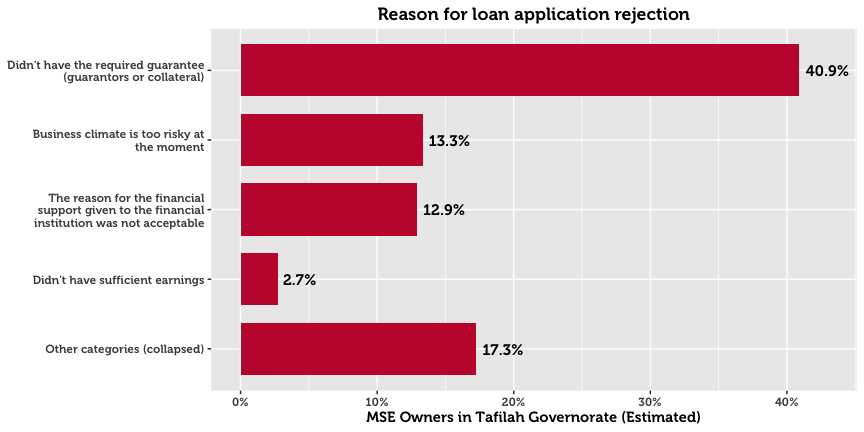 Reason for loan application rejection
Didn't have the required guarantee
(guarantors or collateral)
40.9%
Business climate is too risky at
the moment
13.3%
The reason for the financial
support given to the financial
institution was not acceptable
12.9%
Didn't have sufficient earnings
2.7%
Other categories (collapsed)
17.3%
0%
10%
20%
30%
40%
MSE Owners in Tafilah Governorate (Estimated)